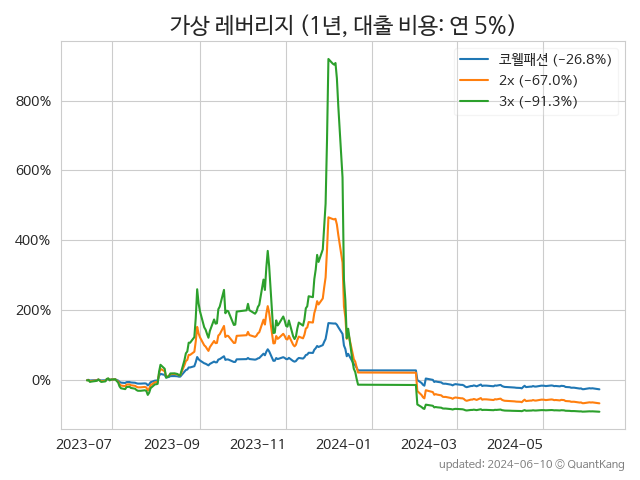 가상 레버리지 (1년, 대출 비용: 연 5%)
코웰패션 (-26.8%)
2x (-67.0%)
3x (-91.3%)
800%
600%
400%
200%
0%
2023-07 2023-09 2023-11 2024-01 2024-03 2024-05
updated: 2024-06-10 © QuantKang